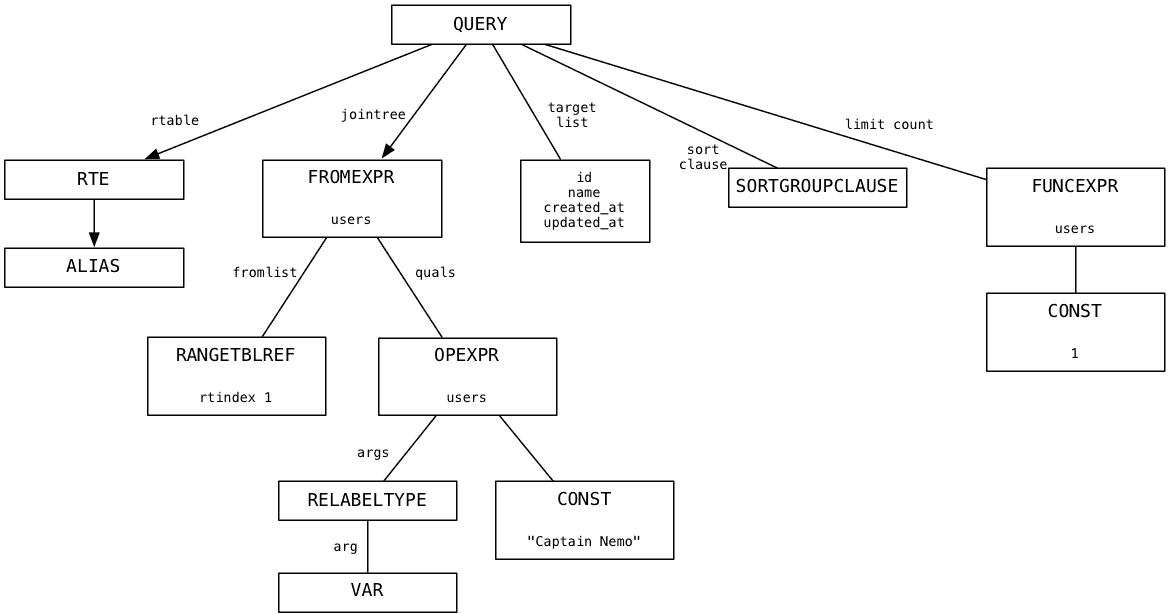 QUERY
rtable
jointree
target
list
sort
clause
limit count
RTE
FROMEXPR
users
id
name
created_at
updated_at
SORTGROUPCLAUSE
FUNCEXPR
users
ALIAS
fromlist
quals
CONST
1
RANGETBLREF
rtindex 1
OPEXPR
users
args
RELABELTYPE
CONST
"Captain Nemo"
arg
VAR